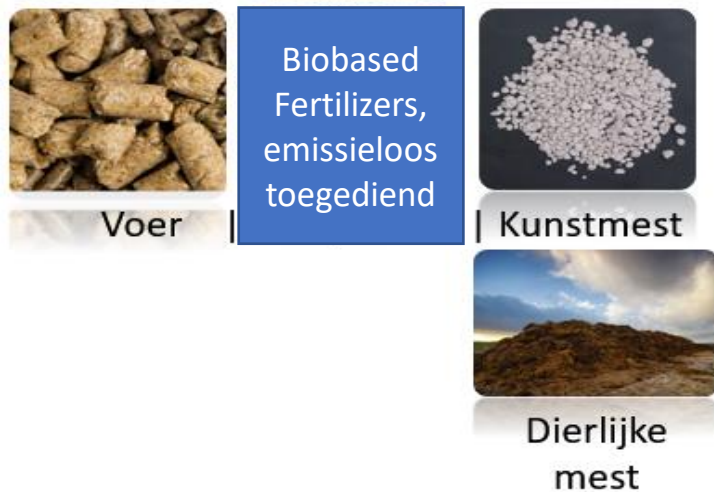 Biobased
Fertilizers,
emissieloos
toegediend
Voer | | Kunstmest
Dierlijke
mest